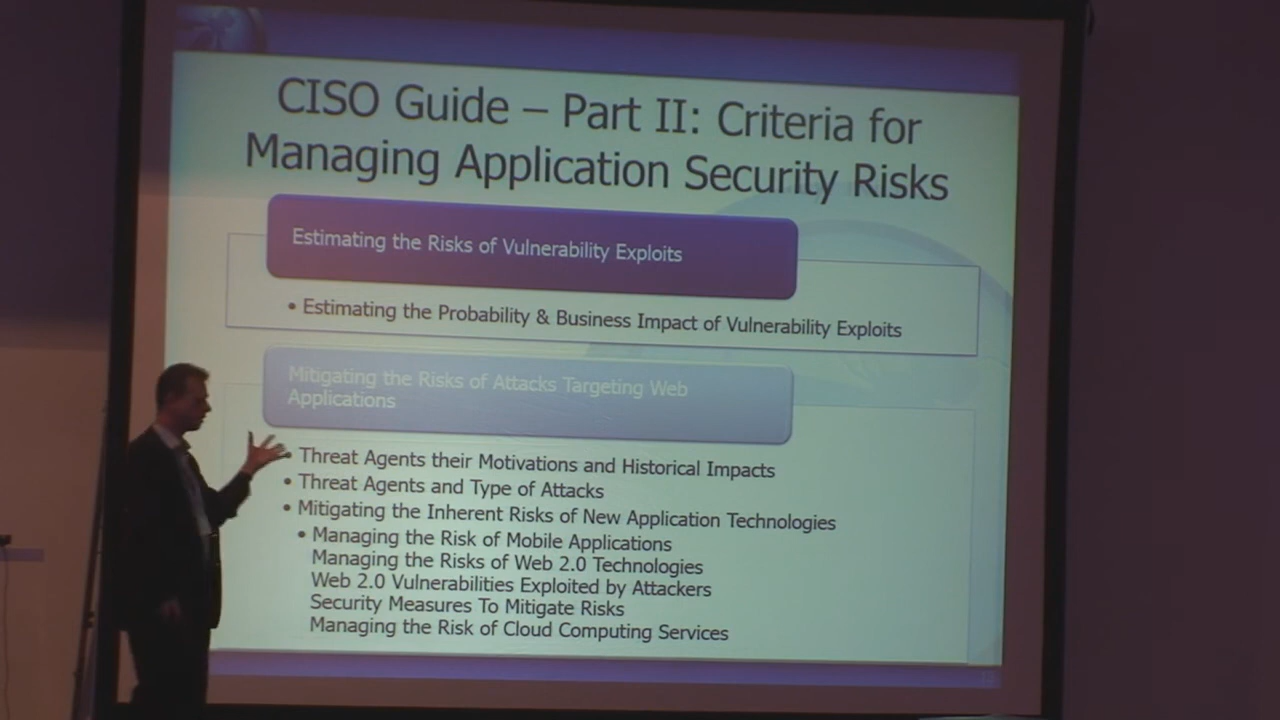 CISO Guide – Part II: Criteria for
Managing Application Security Risks
Estimating the Risks of Vulnerability Exploits
• Estimating the Probability & Business Impact of Vulnerability Exploits
Mitigating the Risks of Attacks Targeting Web
Applications
• Threat Agents their Motivations and Historical Impacts
• Threat Agents and Type of Attacks
• Mitigating the Inherent Risks of New Application Technologies
• Managing the Risk of Mobile Applications
Managing the Risks of Web 2.0 Technologies
Web 2.0 Vulnerabilities Exploited by Attackers
Security Measures To Mitigate Risks
Managing the Risk of Cloud Computing Services